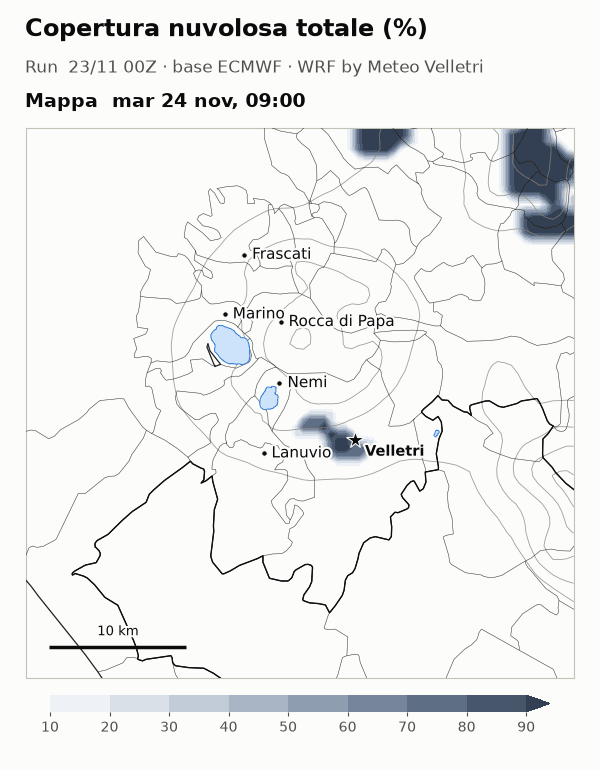 Copertura nuvolosa totale (%)
Run  23/11 00Z · base ECMWF · WRF by Meteo Velletri
Mappa  mar 24 nov, 09:00
Frascati
Marino
Rocca di Papa
Nemi
Velletri
Lanuvio
10 km
10 20 30 40 50 60 70 80 90